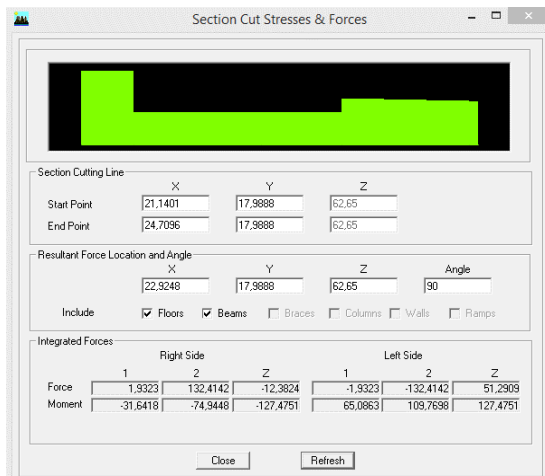 Section Cut Stresses & Forces
Section Cutting Line
X Y Z
Start Point 21,1401 17,9888 62,65
End Point 24,7096 17,9888 62,65
Resultant Force Location and Angle
X Y Z Angle
22,9248 17,9888 62,65 90
Include Floors Beams Braces Columns Walls Ramps
Integrated Forces
Right Side Left Side
1 2 Z 1 2 Z
Force 1,9323 132,4142 -12,3824 -1,9323 -132,4142 51,2909
Moment -31,6418 -74,9448 -127,4751 65,0863 109,7698 127,4751
Close Refresh